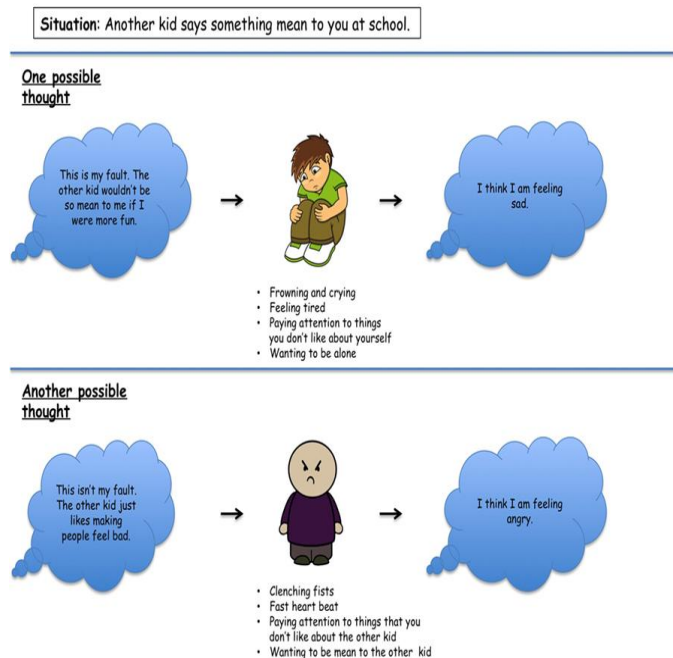 Situation: Another kid says something mean to you at school.
One possible
thought
This is my fault. The
other kid wouldn't be
so mean to me if I
were more fun.
I think I am feeling
sad.
• Frowning and crying
• Feeling tired
• Paying attention to things
you don't like about yourself
• Wanting to be alone
Another possible
thought
This isn't my fault.
The other kid just
likes making
people feel bad.
I think I am feeling
angry.
• Clenching fists
• Fast heart beat
• Paying attention to things that you
don't like about the other kid
• Wanting to be mean to the other kid